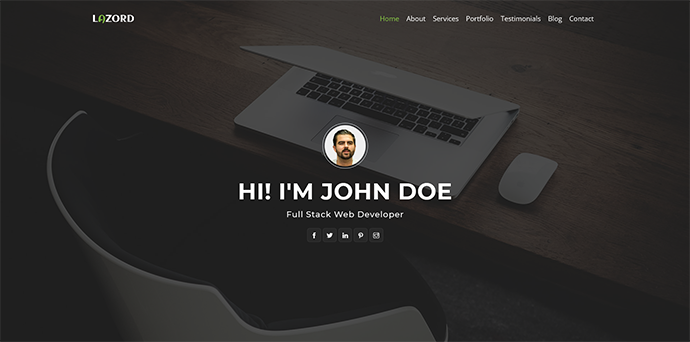 LAZORD
Home About Services Portfolio Testimonials Blog Contact
HI! I'M JOHN DOE
Full Stack Web Developer